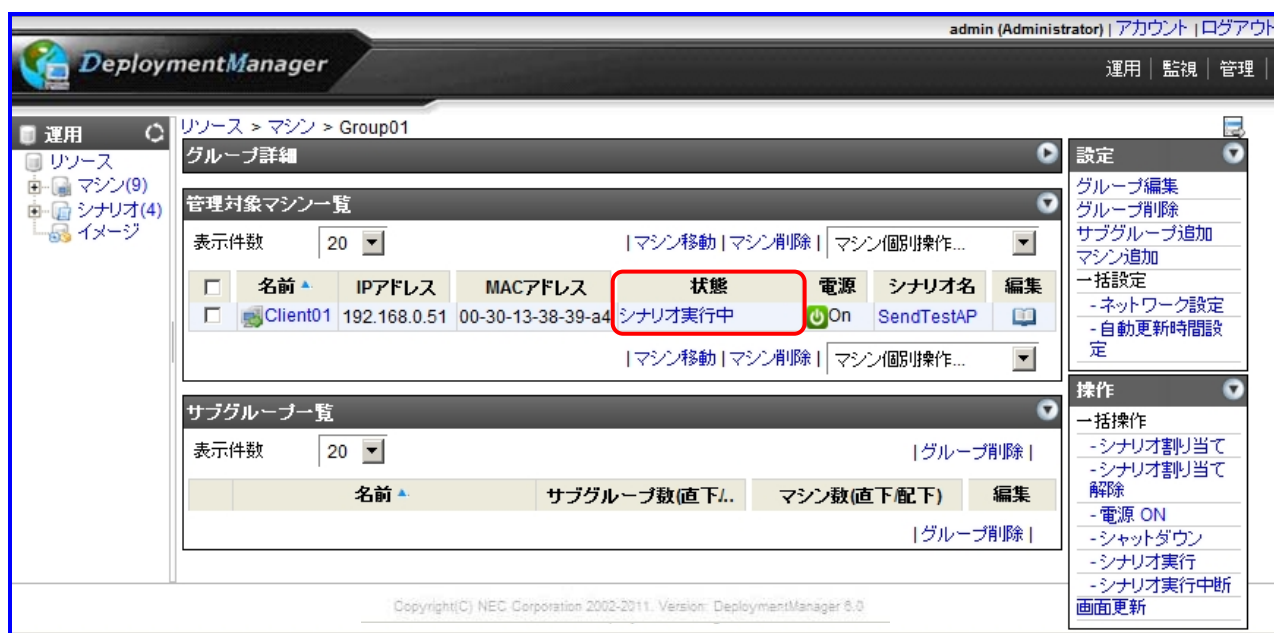 admin (Administrator) | アカウント | ログアウト
DeploymentManager
運用 | 監視 | 管理 |
運用
リソース
マシン(9)
シナリオ(4)
イメージ
リソース > マシン > Group01
グループ詳細
管理対象マシン一覧
表示件数 20 | マシン移動 | マシン削除 | マシン個別操作...
名前 IPアドレス MACアドレス 状態 電源 シナリオ名 編集
Client01 192.168.0.51 00-30-13-38-39-a4 シナリオ実行中 On SendTestAP
| マシン移動 | マシン削除 | マシン個別操作...
サブグループ一覧
表示件数 20 | グループ削除 |
名前 サブグループ数(直下/.. マシン数(直下/配下) 編集
| グループ削除 |
設定
グループ編集
グループ削除
サブグループ追加
マシン追加
一括設定
- ネットワーク設定
- 自動更新時間設
定
操作
一括操作
- シナリオ割り当て
- シナリオ割り当て
解除
- 電源 ON
- シャットダウン
- シナリオ実行
- シナリオ実行中断
画面更新
Copyright(C) NEC Corporation 2002-2011. Version: DeploymentManager 6.0